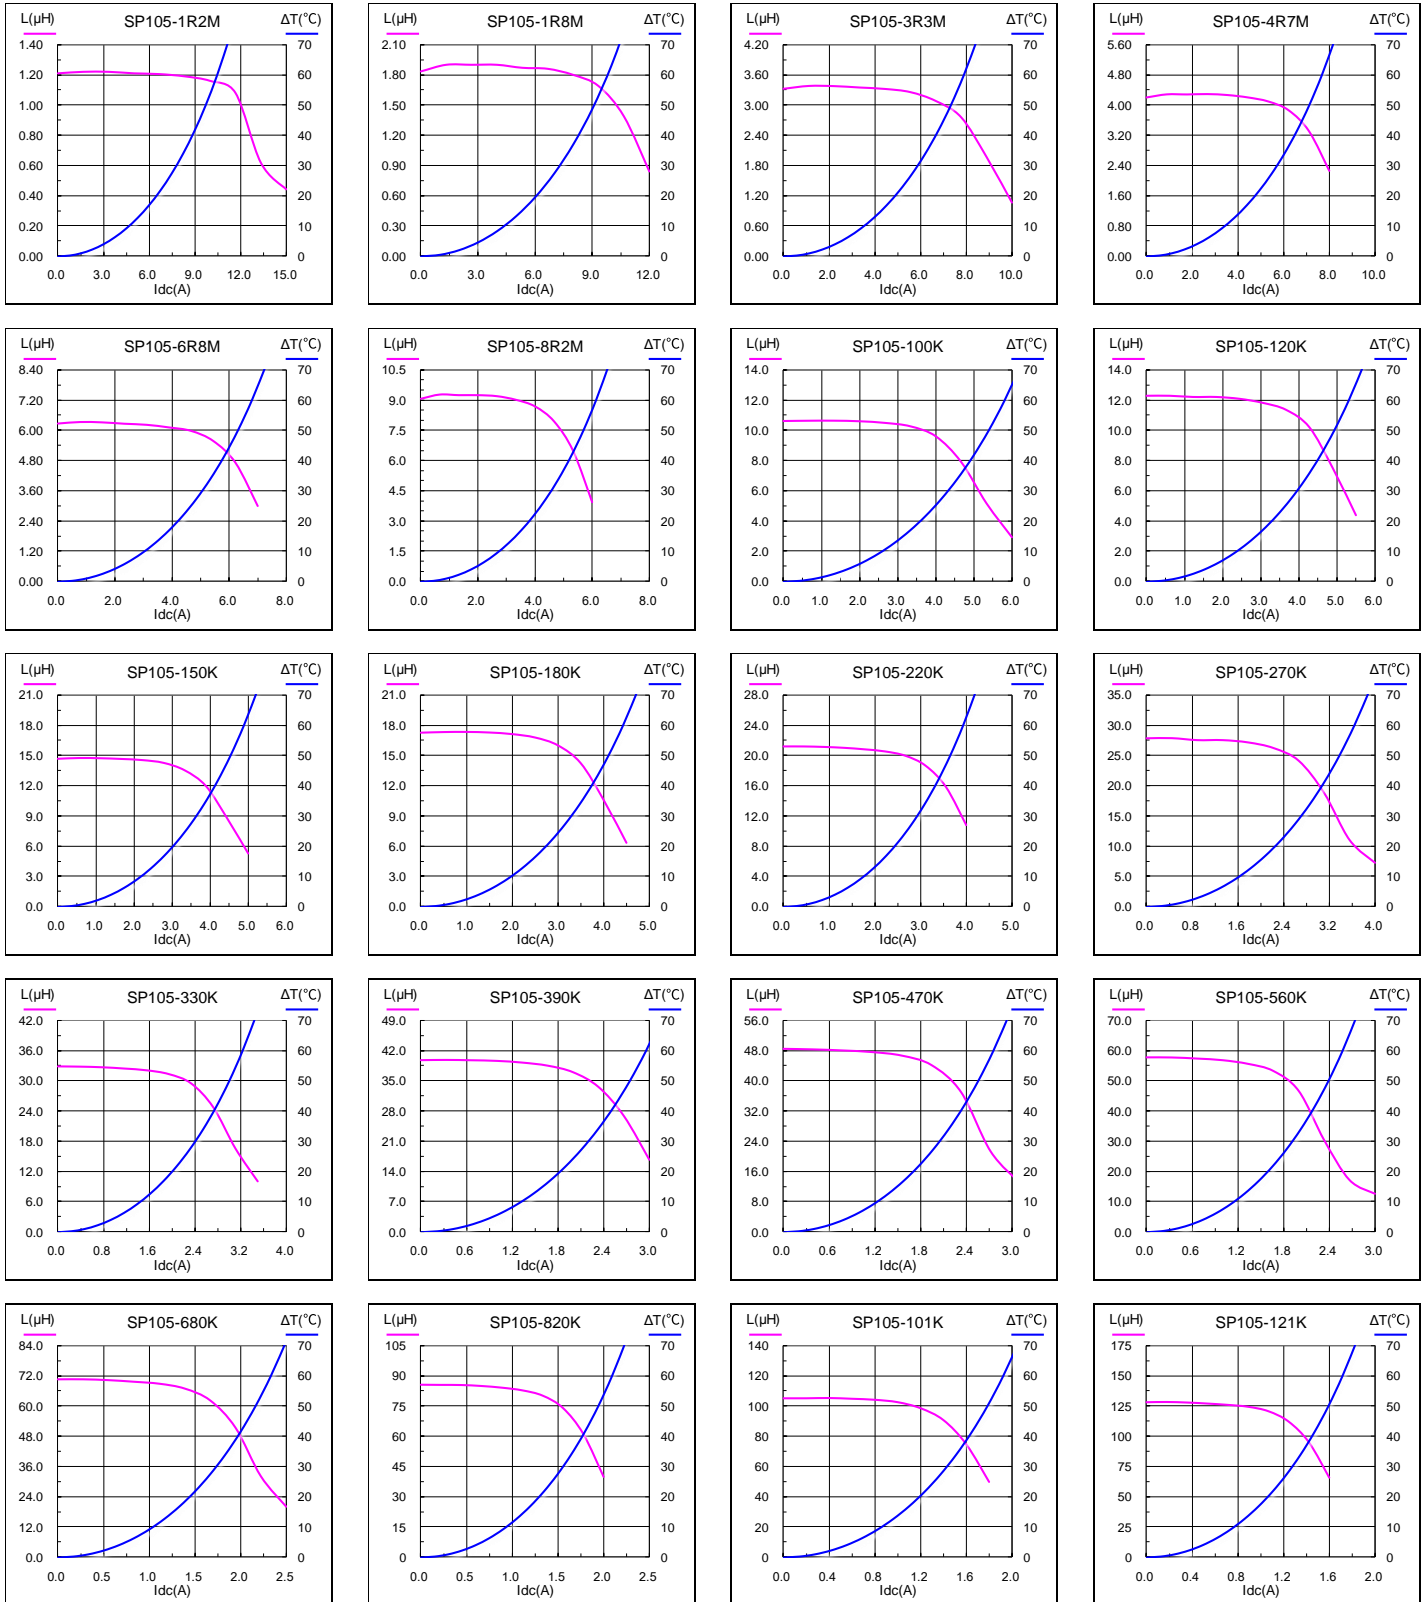 L(μH) SP105-1R2M ΔT(℃)
1.40 70
1.20 60
1.00 50
0.80 40
0.60 30
0.40 20
0.20 10
0.00 0
0.0 3.0 6.0 9.0 12.0 15.0
Idc(A)
L(μH) SP105-1R8M ΔT(℃)
2.10 70
1.80 60
1.50 50
1.20 40
0.90 30
0.60 20
0.30 10
0.00 0
0.0 3.0 6.0 9.0 12.0
Idc(A)
L(μH) SP105-3R3M ΔT(℃)
4.20 70
3.60 60
3.00 50
2.40 40
1.80 30
1.20 20
0.60 10
0.00 0
0.0 2.0 4.0 6.0 8.0 10.0
Idc(A)
L(μH) SP105-4R7M ΔT(℃)
5.60 70
4.80 60
4.00 50
3.20 40
2.40 30
1.60 20
0.80 10
0.00 0
0.0 2.0 4.0 6.0 8.0 10.0
Idc(A)
L(μH) SP105-6R8M ΔT(℃)
8.40 70
7.20 60
6.00 50
4.80 40
3.60 30
2.40 20
1.20 10
0.00 0
0.0 2.0 4.0 6.0 8.0
Idc(A)
L(μH) SP105-8R2M ΔT(℃)
10.5 70
9.0 60
7.5 50
6.0 40
4.5 30
3.0 20
1.5 10
0.0 0
0.0 2.0 4.0 6.0 8.0
Idc(A)
L(μH) SP105-100K ΔT(℃)
14.0 70
12.0 60
10.0 50
8.0 40
6.0 30
4.0 20
2.0 10
0.0 0
0.0 1.0 2.0 3.0 4.0 5.0 6.0
Idc(A)
L(μH) SP105-120K ΔT(℃)
14.0 70
12.0 60
10.0 50
8.0 40
6.0 30
4.0 20
2.0 10
0.0 0
0.0 1.0 2.0 3.0 4.0 5.0 6.0
Idc(A)
L(μH) SP105-150K ΔT(℃)
21.0 70
18.0 60
15.0 50
12.0 40
9.0 30
6.0 20
3.0 10
0.0 0
0.0 1.0 2.0 3.0 4.0 5.0 6.0
Idc(A)
L(μH) SP105-180K ΔT(℃)
21.0 70
18.0 60
15.0 50
12.0 40
9.0 30
6.0 20
3.0 10
0.0 0
0.0 1.0 2.0 3.0 4.0 5.0
Idc(A)
L(μH) SP105-220K ΔT(℃)
28.0 70
24.0 60
20.0 50
16.0 40
12.0 30
8.0 20
4.0 10
0.0 0
0.0 1.0 2.0 3.0 4.0 5.0
Idc(A)
L(μH) SP105-270K ΔT(℃)
35.0 70
30.0 60
25.0 50
20.0 40
15.0 30
10.0 20
5.0 10
0.0 0
0.0 0.8 1.6 2.4 3.2 4.0
Idc(A)
L(μH) SP105-330K ΔT(℃)
42.0 70
36.0 60
30.0 50
24.0 40
18.0 30
12.0 20
6.0 10
0.0 0
0.0 0.8 1.6 2.4 3.2 4.0
Idc(A)
L(μH) SP105-390K ΔT(℃)
49.0 70
42.0 60
35.0 50
28.0 40
21.0 30
14.0 20
7.0 10
0.0 0
0.0 0.6 1.2 1.8 2.4 3.0
Idc(A)
L(μH) SP105-470K ΔT(℃)
56.0 70
48.0 60
40.0 50
32.0 40
24.0 30
16.0 20
8.0 10
0.0 0
0.0 0.6 1.2 1.8 2.4 3.0
Idc(A)
L(μH) SP105-560K ΔT(℃)
70.0 70
60.0 60
50.0 50
40.0 40
30.0 30
20.0 20
10.0 10
0.0 0
0.0 0.6 1.2 1.8 2.4 3.0
Idc(A)
L(μH) SP105-680K ΔT(℃)
84.0 70
72.0 60
60.0 50
48.0 40
36.0 30
24.0 20
12.0 10
0.0 0
0.0 0.5 1.0 1.5 2.0 2.5
Idc(A)
L(μH) SP105-820K ΔT(℃)
105 70
90 60
75 50
60 40
45 30
30 20
15 10
0 0
0.0 0.5 1.0 1.5 2.0 2.5
Idc(A)
L(μH) SP105-101K ΔT(℃)
140 70
120 60
100 50
80 40
60 30
40 20
20 10
0 0
0.0 0.4 0.8 1.2 1.6 2.0
Idc(A)
L(μH) SP105-121K ΔT(℃)
175 70
150 60
125 50
100 40
75 30
50 20
25 10
0 0
0.0 0.4 0.8 1.2 1.6 2.0
Idc(A)